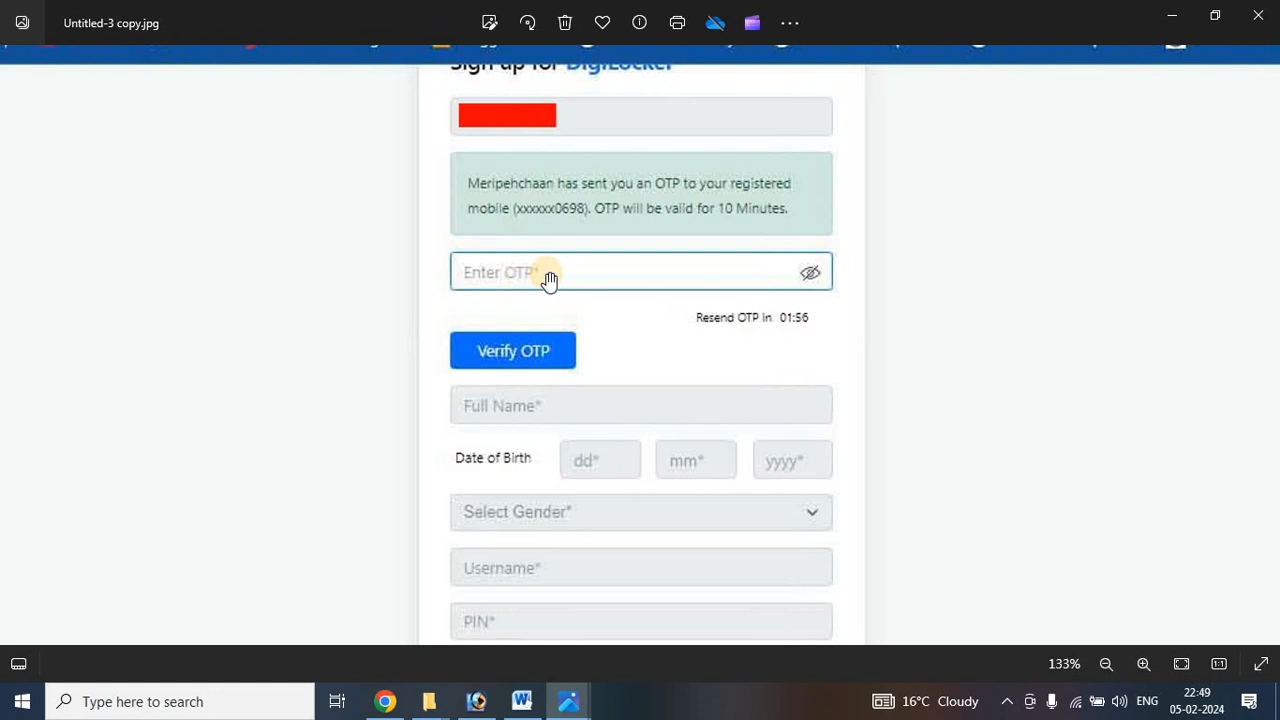 Untitled-3 copy.jpg
Sign up for DigiLocker
Meripehchaan has sent you an OTP to your registered
mobile (xxxxxx0698). OTP will be valid for 10 Minutes.
Enter OTP*
Resend OTP in 01:56
Verify OTP
Full Name*
Date of Birth dd* mm* yyyy*
Select Gender*
Username*
PIN*
133%
Type here to search
16°C Cloudy
ENG
22:49
05-02-2024